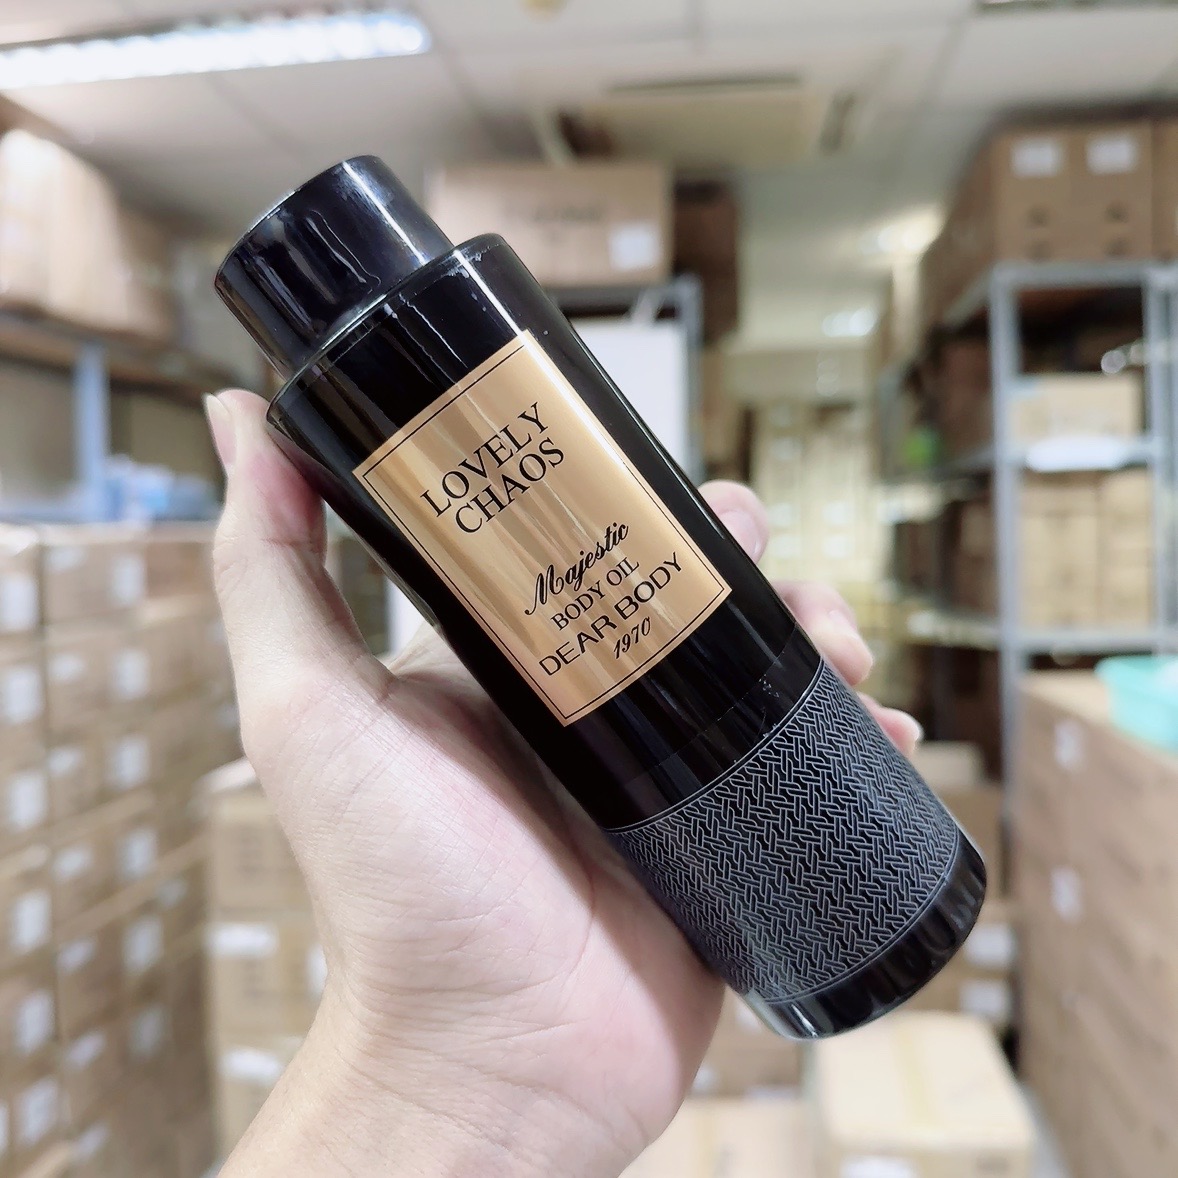 LOVELY
CHAOS
Majestic
BODY OIL
DEAR BODY
1970